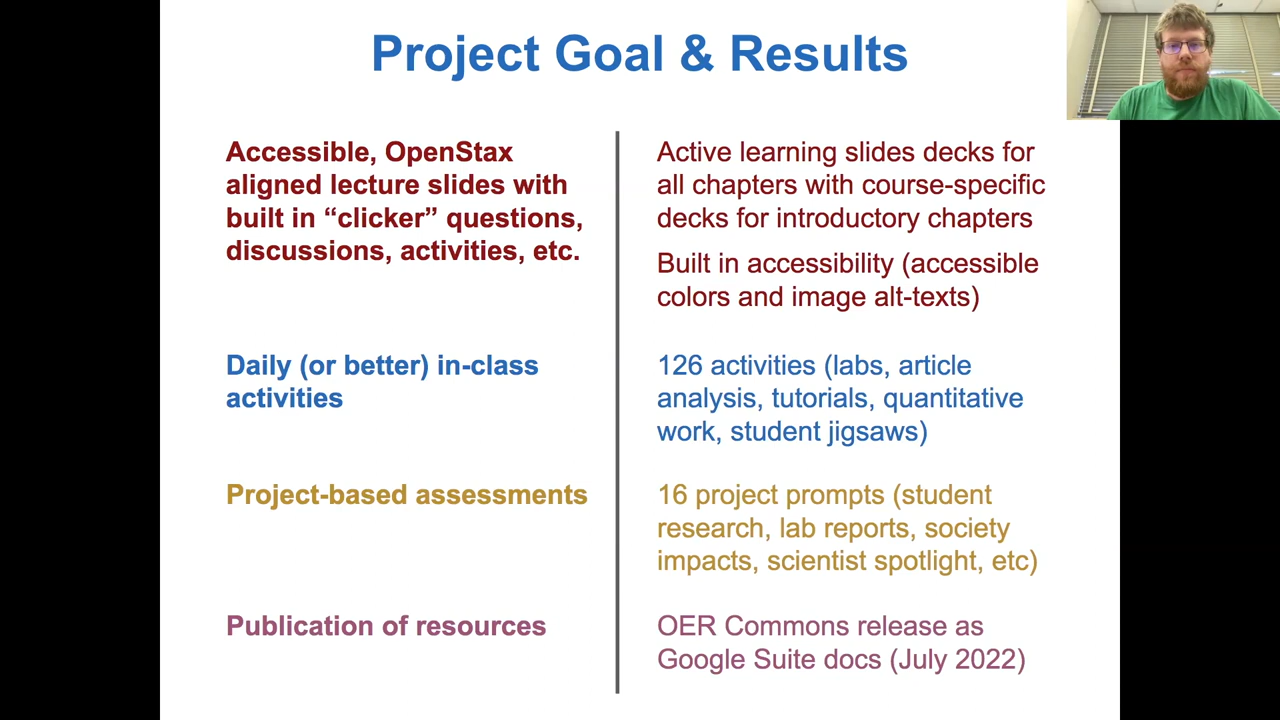 Project Goal & Results
Accessible, OpenStax
aligned lecture slides with
built in “clicker” questions,
discussions, activities, etc.
Active learning slides decks for
all chapters with course-specific
decks for introductory chapters
Built in accessibility (accessible
colors and image alt-texts)
Daily (or better) in-class
activities
126 activities (labs, article
analysis, tutorials, quantitative
work, student jigsaws)
Project-based assessments
16 project prompts (student
research, lab reports, society
impacts, scientist spotlight, etc)
Publication of resources
OER Commons release as
Google Suite docs (July 2022)